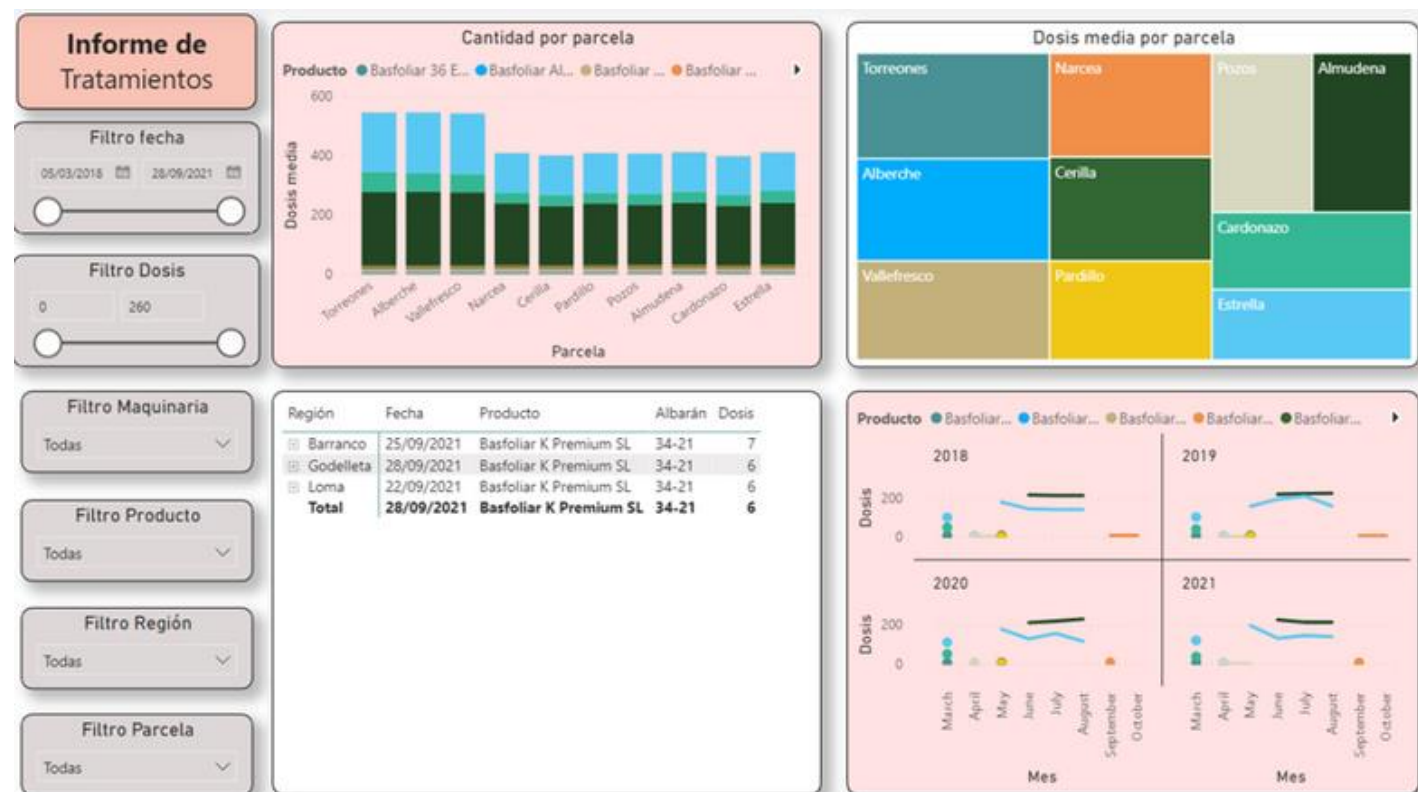 Informe de
Tratamientos
Filtro fecha
05/03/2018 28/09/2021
Filtro Dosis
0 260
Filtro Maquinaria
Todas
Filtro Producto
Todas
Filtro Región
Todas
Filtro Parcela
Todas
Cantidad por parcela
Producto Basfoliar 36 E... Basfoliar Al... Basfoliar ... Basfoliar ...
Dosis media
600
400
200
0
Torreones Alberche Vallefresco Narcea Cerilla Pardillo Pozos Almudena Cardonazo Estrella
Parcela
Dosis media por parcela
Torreones Narcea Pozos Almudena
Alberche Cerilla
Cardonazo
Vallefresco Pardillo
Estrella
Región Fecha Producto Albarán Dosis
Barranco 25/09/2021 Basfoliar K Premium SL 34-21 7
Godelleta 28/09/2021 Basfoliar K Premium SL 34-21 6
Loma 22/09/2021 Basfoliar K Premium SL 34-21 6
Total 28/09/2021 Basfoliar K Premium SL 34-21 6
Producto Basfoliar... Basfoliar... Basfoliar... Basfoliar... Basfoliar...
2018 2019
Dosis
200
0
2020 2021
Dosis
200
0
March April May June July August September October March April May June July August September October
Mes Mes